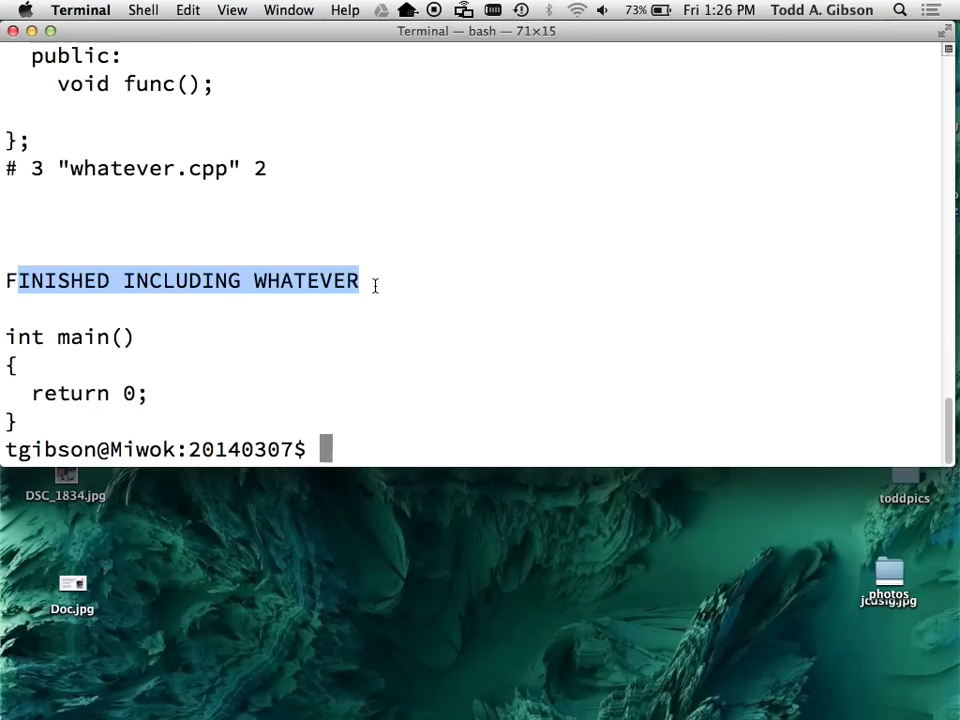 Terminal Shell Edit View Window Help 73% Fri 1:26 PM Todd A. Gibson
Terminal — bash — 71×15
public:
void func();
};
# 3 "whatever.cpp" 2
FINISHED INCLUDING WHATEVER
int main()
{
return 0;
}
tgibson@Miwok:20140307$
DSC_1834.jpg
toddpics
Doc.jpg
photos
jcdsig.jpg